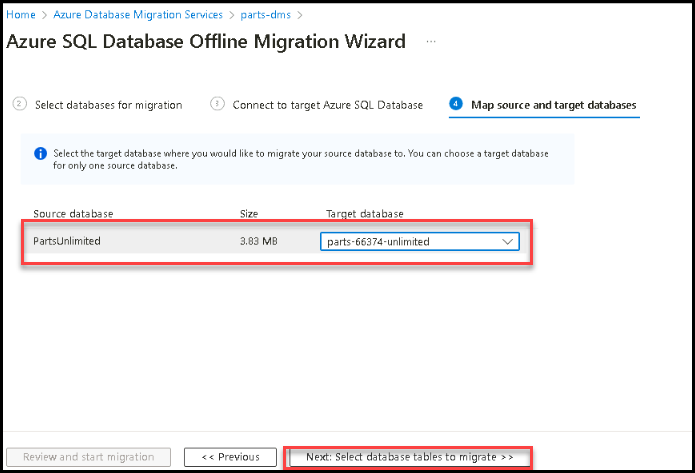 Home > Azure Database Migration Services > parts-dms >
Azure SQL Database Offline Migration Wizard ...
2 Select databases for migration 3 Connect to target Azure SQL Database 4 Map source and target databases
Select the target database where you would like to migrate your source database to. You can choose a target database
for only one source database.
Source database Size Target database
PartsUnlimited 3.83 MB parts-66374-unlimited
Review and start migration << Previous Next: Select database tables to migrate >>